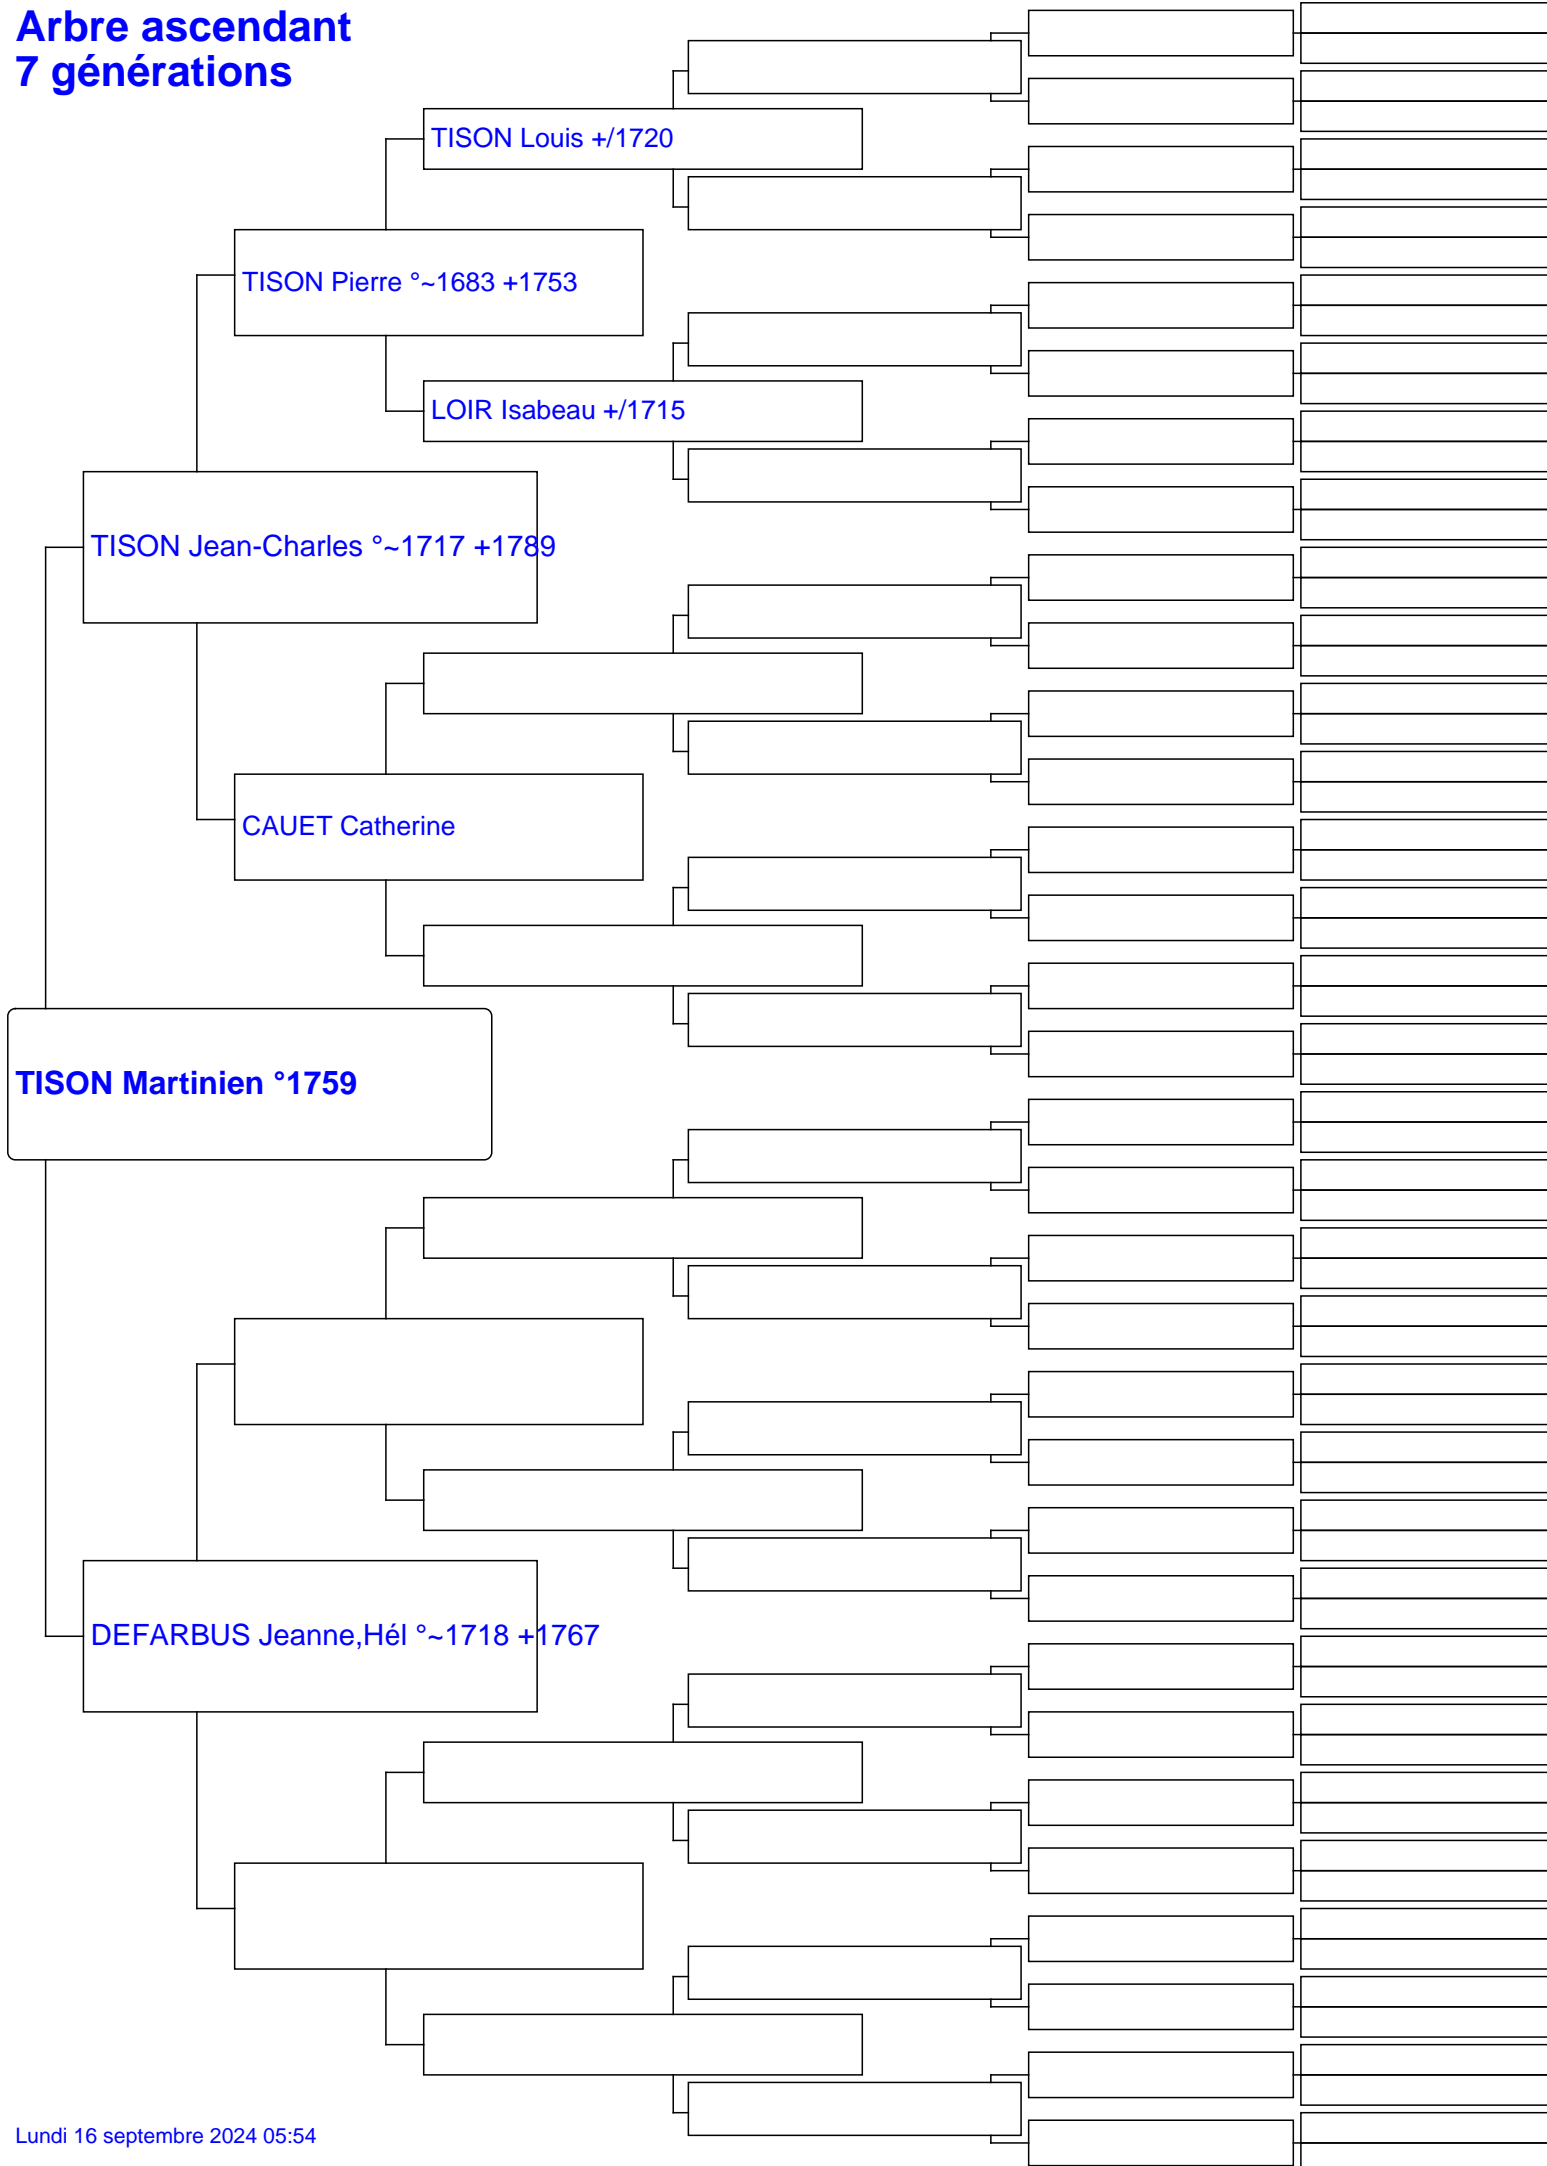 Arbre ascendant
7 générations
TISON Louis +/1720
TISON Pierre °~1683 +1753
LOIR Isabeau +/1715
TISON Jean-Charles °~1717 +1789
CAUET Catherine
TISON Martinien °1759
DEFARBUS Jeanne,Hél °~1718 +1767
Lundi 16 septembre 2024 05:54